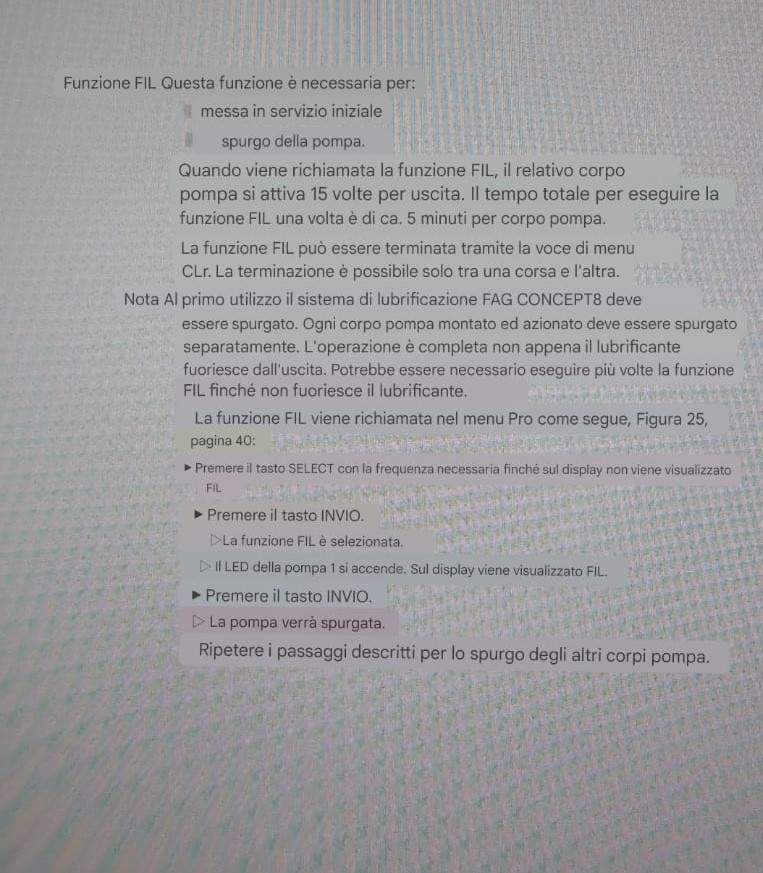 Funzione FIL Questa funzione è necessaria per:
messa in servizio iniziale
spurgo della pompa.
Quando viene richiamata la funzione FIL, il relativo corpo
pompa si attiva 15 volte per uscita. Il tempo totale per eseguire la
funzione FIL una volta è di ca. 5 minuti per corpo pompa.
La funzione FIL può essere terminata tramite la voce di menu
CLr. La terminazione è possibile solo tra una corsa e l'altra.
Nota Al primo utilizzo il sistema di lubrificazione FAG CONCEPT8 deve
essere spurgato. Ogni corpo pompa montato ed azionato deve essere spurgato
separatamente. L'operazione è completa non appena il lubrificante
fuoriesce dall'uscita. Potrebbe essere necessario eseguire più volte la funzione
FIL finché non fuoriesce il lubrificante.
La funzione FIL viene richiamata nel menu Pro come segue, Figura 25,
pagina 40:
▶ Premere il tasto SELECT con la frequenza necessaria finché sul display non viene visualizzato
FIL
▶ Premere il tasto INVIO.
▷La funzione FIL è selezionata.
▷ Il LED della pompa 1 si accende. Sul display viene visualizzato FIL.
▶ Premere il tasto INVIO.
▷ La pompa verrà spurgata.
Ripetere i passaggi descritti per lo spurgo degli altri corpi pompa.